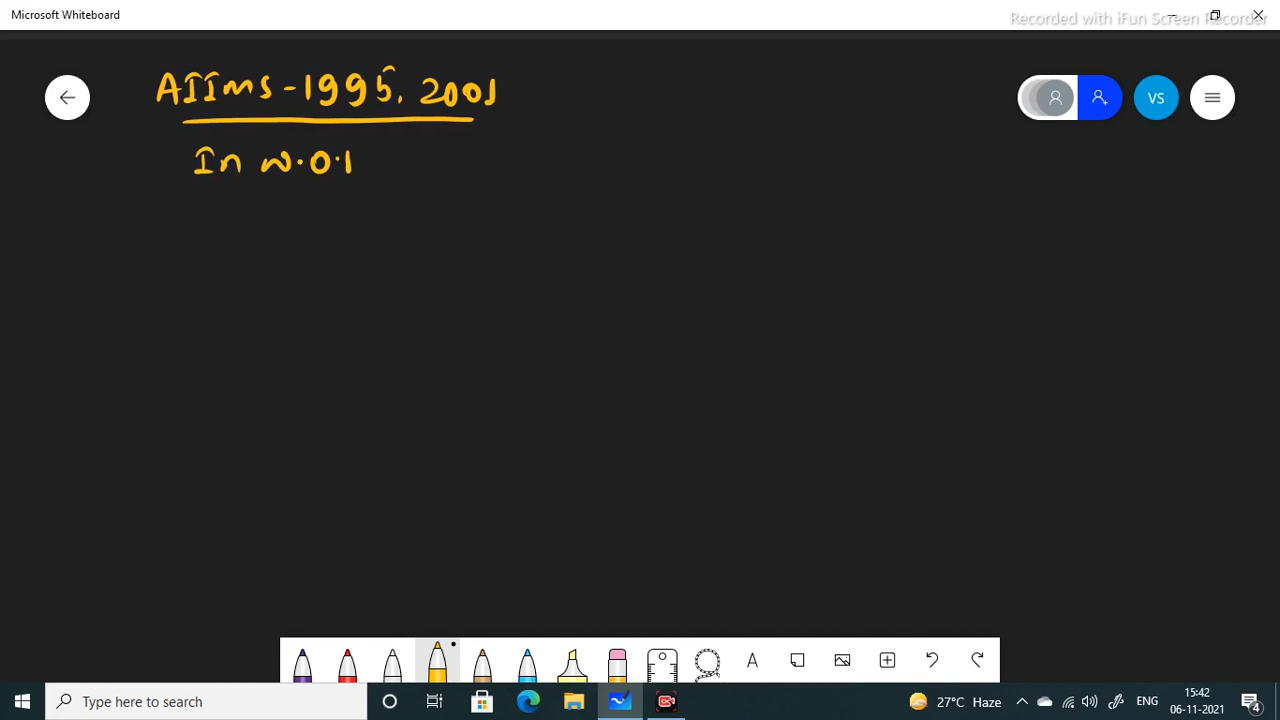 Microsoft Whiteboard
Recorded with iFun Screen Recorder
AIIMS-1995, 2001
VS
In N.O.1
A
Type here to search
27°C Haze
ENG
15:42
06-11-2021
4